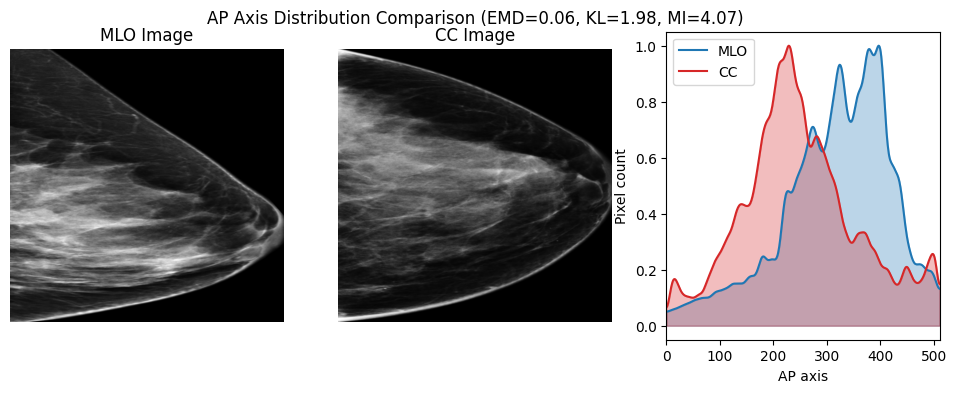 AP Axis Distribution Comparison (EMD=0.06, KL=1.98, MI=4.07)
MLO Image
CC Image
MLO
CC
Pixel count
1.0
0.8
0.6
0.4
0.2
0.0
0 100 200 300 400 500
AP axis